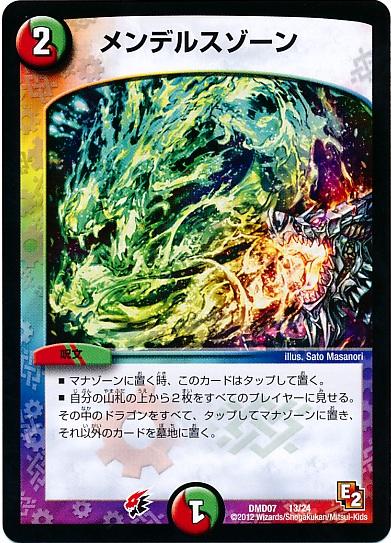 2
メンデルスゾーン
呪文
illus. Sato Masanori
■ マナゾーンに置く時、このカードはタップして置く。
■ 自分の山札の上から2枚をすべてのプレイヤーに見せる。
その中のドラゴンをすべて、タップしてマナゾーンに置き、
それ以外のカードを墓地に置く。
1
DMD07 13/24
E2
©2012 Wizards/Shogakukan/Mitsui-Kids